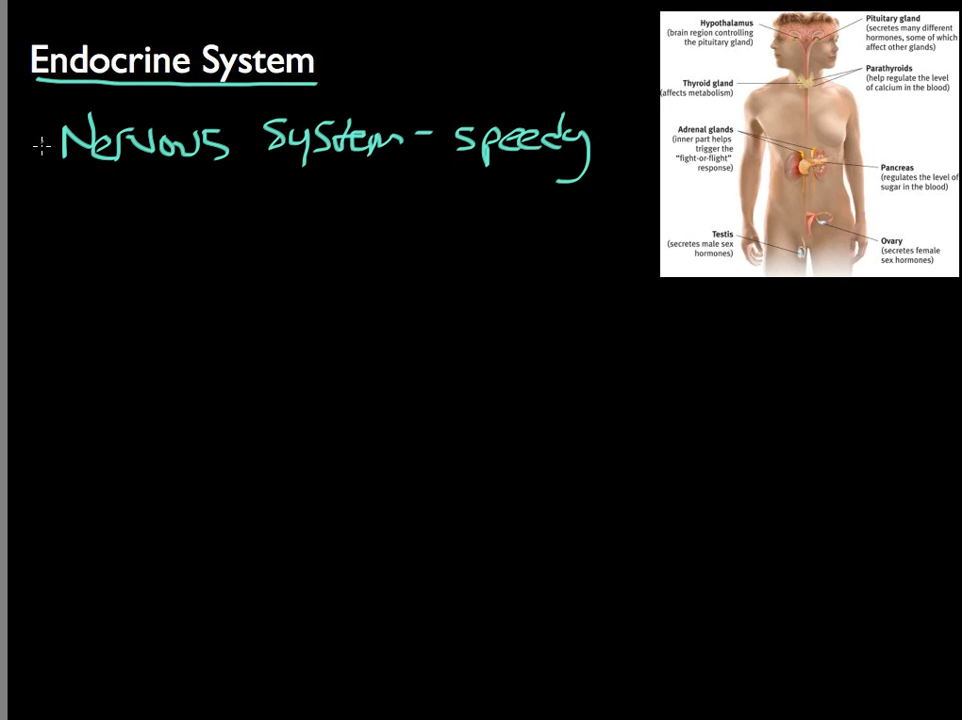 Endocrine System
Nervous System - speedy
Hypothalamus
(brain region controlling
the pituitary gland)
Pituitary gland
(secretes many different
hormones, some of which
affect other glands)
Parathyroids
(help regulate the level
of calcium in the blood)
Thyroid gland
(affects metabolism)
Adrenal glands
(inner part helps
trigger the
"fight-or-flight"
response)
Pancreas
(regulates the level of
sugar in the blood)
Testis
(secretes male sex
hormones)
Ovary
(secretes female
sex hormones)